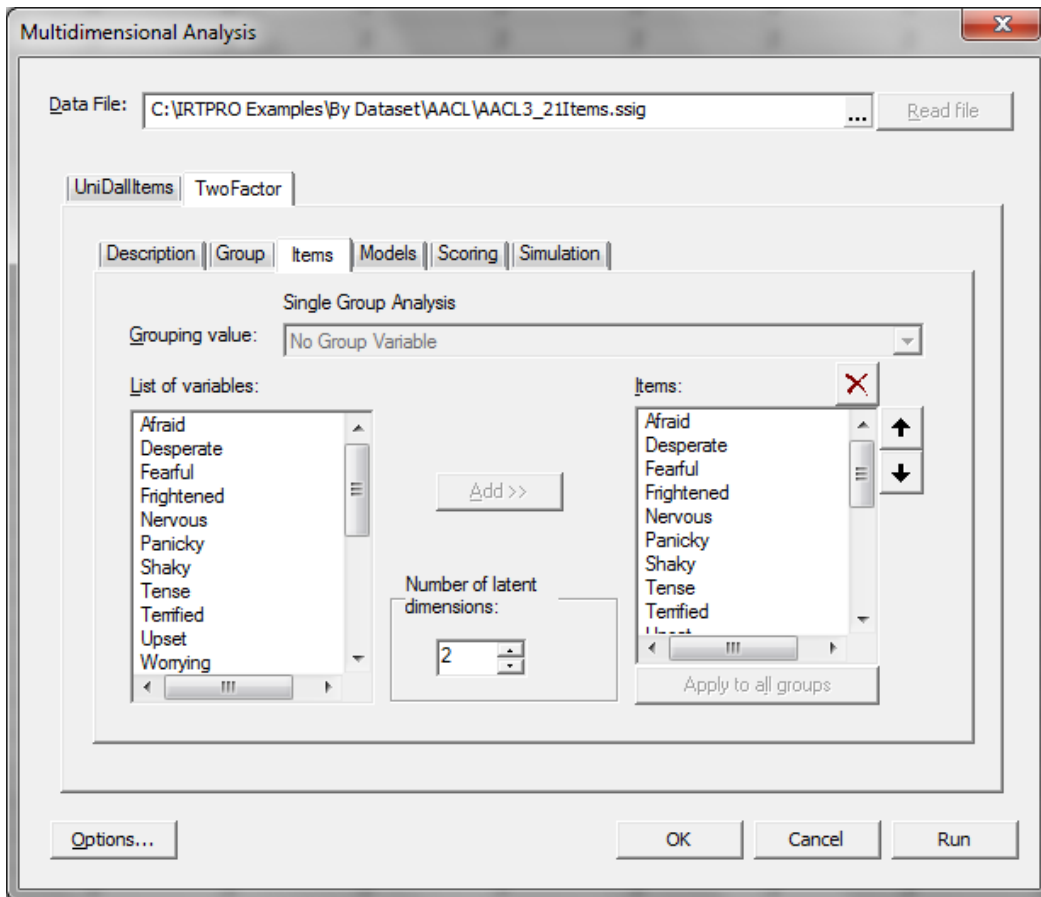 Multidimensional Analysis
Data File: C:\IRTPRO Examples\By Dataset\AACL\AACL3_21Items.ssig ... Read file
UniDallItems TwoFactor
Description Group Items Models Scoring Simulation
Single Group Analysis
Grouping value: No Group Variable
List of variables:
Afraid
Desperate
Fearful
Frightened
Nervous
Panicky
Shaky
Tense
Terrified
Upset
Worrying
Add >>
Number of latent
dimensions:
2
Items:
Afraid
Desperate
Fearful
Frightened
Nervous
Panicky
Shaky
Tense
Terrified
Apply to all groups
Options... OK Cancel Run